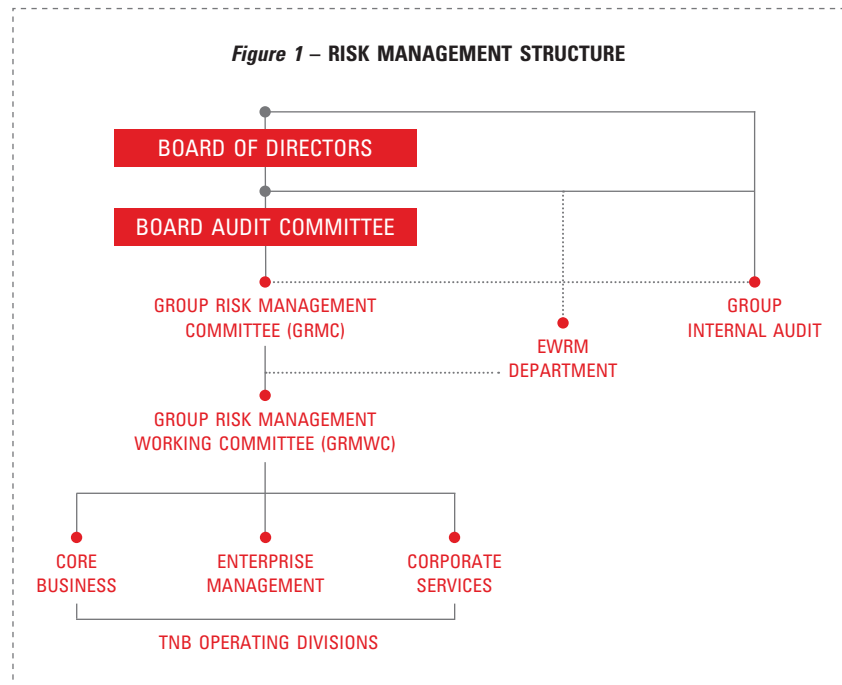 Figure 1 – RISK MANAGEMENT STRUCTURE
BOARD OF DIRECTORS
BOARD AUDIT COMMITTEE
GROUP RISK MANAGEMENT
COMMITTEE (GRMC)
GROUP
INTERNAL AUDIT
EWRM
DEPARTMENT
GROUP RISK MANAGEMENT
WORKING COMMITTEE (GRMWC)
CORE
BUSINESS
ENTERPRISE
MANAGEMENT
CORPORATE
SERVICES
TNB OPERATING DIVISIONS